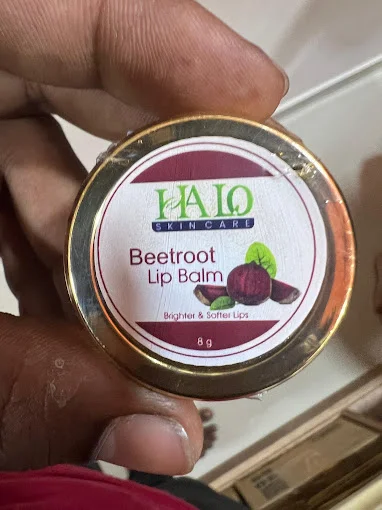 HALO
SKINCARE
Beetroot
Lip Balm
Brighter & Softer Lips
8 g